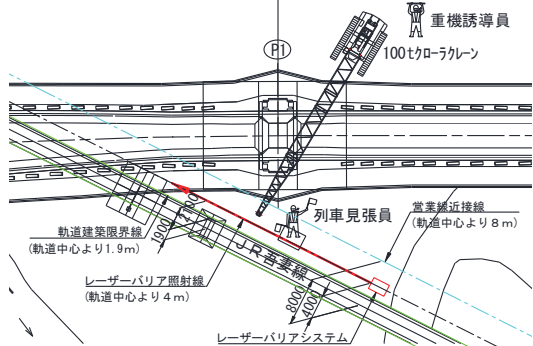 重機誘導員
P1
100tクローラクレーン
列車見張員
営業線近接線
(軌道中心より8m)
軌道建築限界線
(軌道中心より1.9m)
1900
JR吾妻線
レーザーバリア照射線
(軌道中心より4m)
8000
4000
レーザーバリアシステム